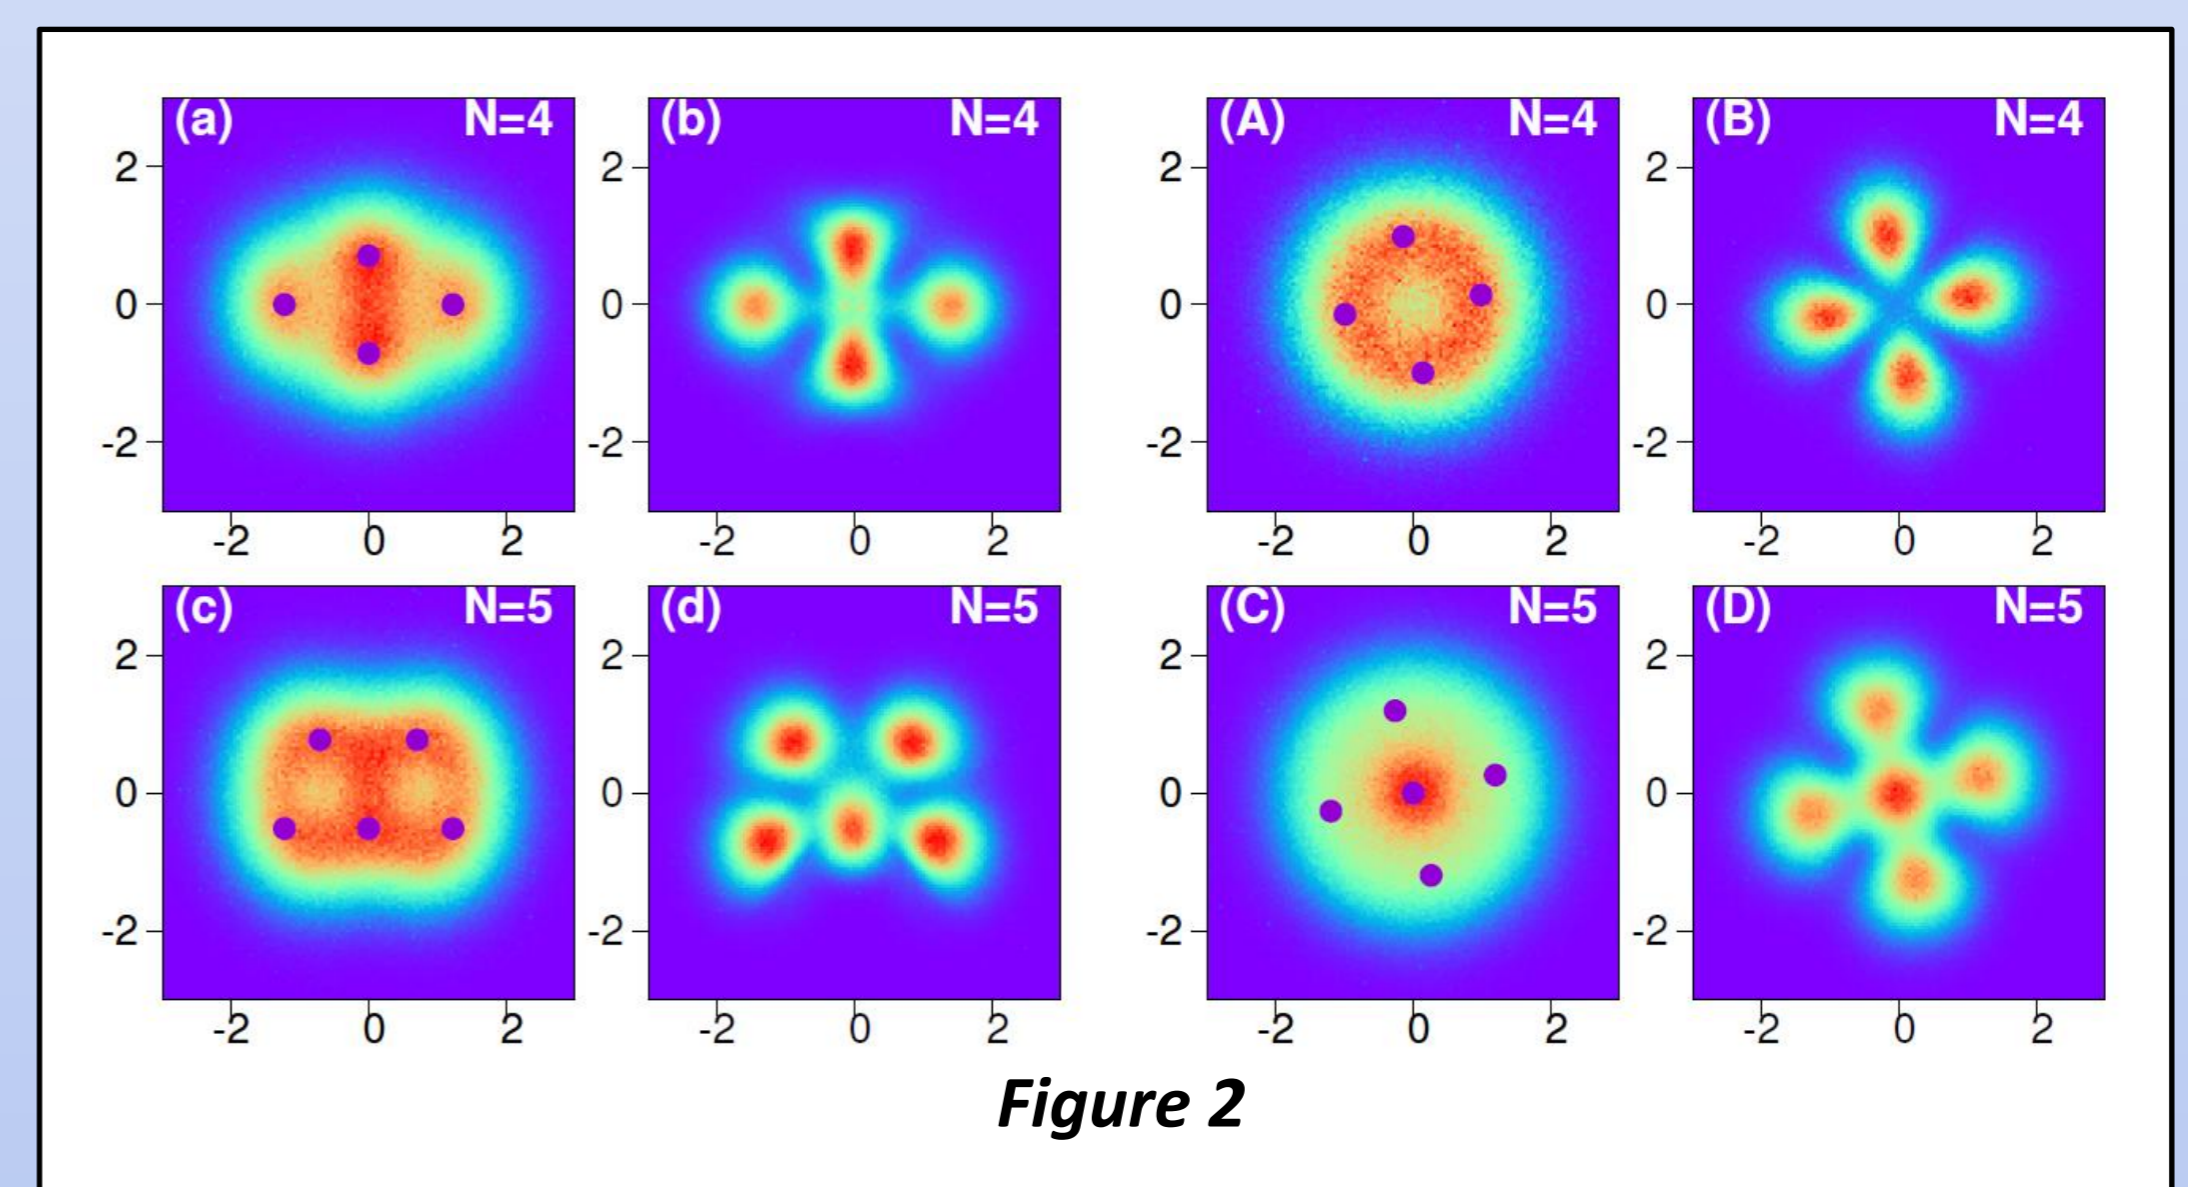 (a) N=4 (b) N=4 (A) N=4 (B) N=4
2 2 2 2
0 0 0 0
-2 -2 -2 -2
-2 0 2 -2 0 2 -2 0 2 -2 0 2
(c) N=5 (d) N=5 (C) N=5 (D) N=5
2 2 2 2
0 0 0 0
-2 -2 -2 -2
-2 0 2 -2 0 2 -2 0 2 -2 0 2
Figure 2